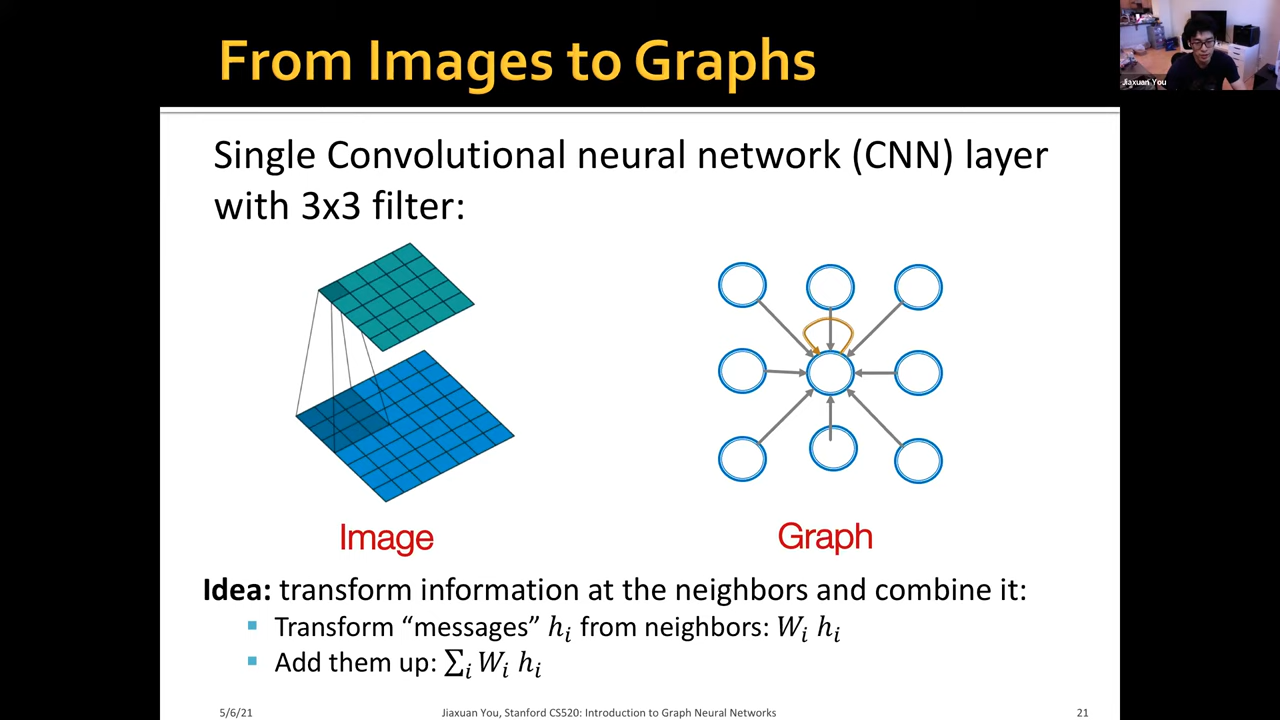 From Images to Graphs
Jiaxuan You
Single Convolutional neural network (CNN) layer
with 3x3 filter:
Image
Graph
Idea: transform information at the neighbors and combine it:
▪ Transform “messages” hᵢ from neighbors: Wᵢ hᵢ
▪ Add them up: ∑ᵢ Wᵢ hᵢ
5/6/21
Jiaxuan You, Stanford CS520: Introduction to Graph Neural Networks
21